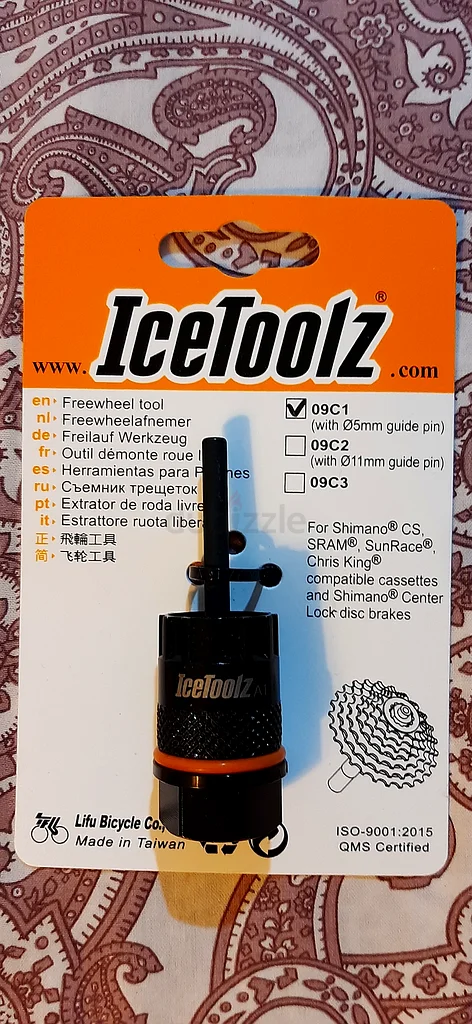 IceToolz®
www. .com
en› Freewheel tool
nl› Freewheelafnemer
de› Freilauf Werkzeug
fr› Outil démonte roue
es› Herramientas para
ru› Съемник трещеток
pt› Extrator de roda livre
it› Estrattore ruota
正› 飛輪工具
简› 飞轮工具
09C1
(with Ø5mm guide pin)
09C2
(with Ø11mm guide pin)
09C3
For Shimano® CS,
SRAM®, SunRace®,
Chris King®
compatible cassettes
and Shimano® Center
Lock disc brakes
IceToolz
Lifu Bicycle Co.,
Made in Taiwan
ISO-9001:2015
QMS Certified